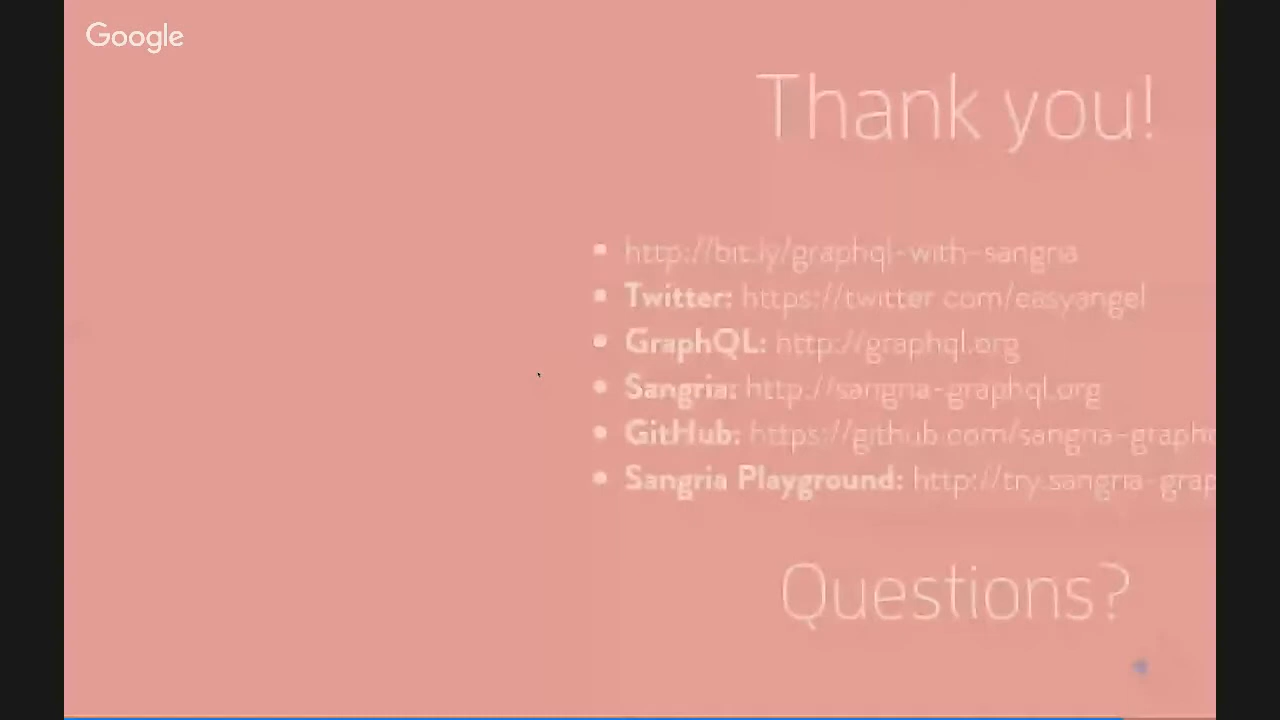 Google
Thank you!
http://bit.ly/graphql-with-sangria
Twitter: https://twitter.com/easyangel
GraphQL: http://graphql.org
Sangria: http://sangria-graphql.org
GitHub: https://github.com/sangria-graphq
Sangria Playground: http://try.sangria-grap
Questions?